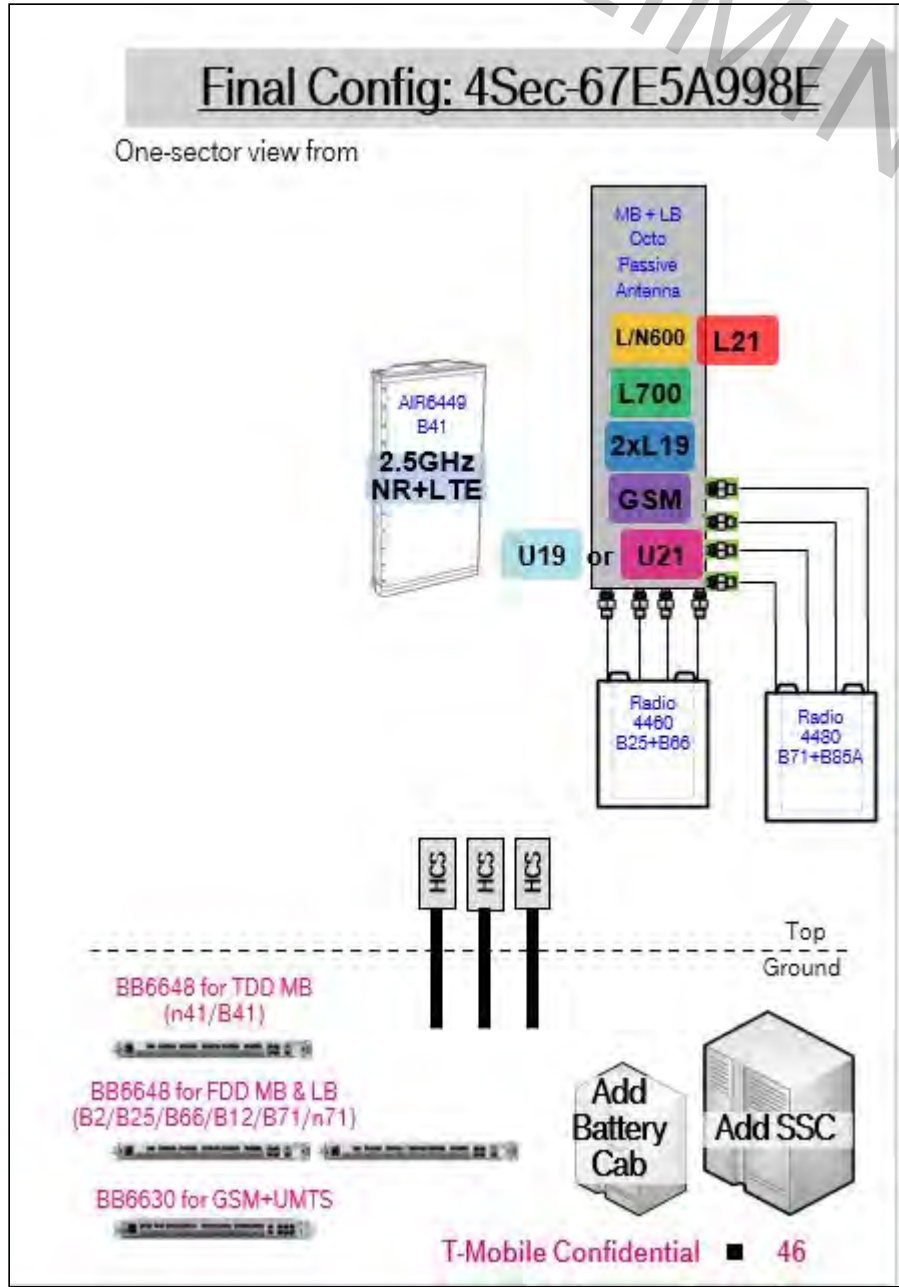 Final Config: 4Sec-67E5A998E
One-sector view from
MB + LB
Octo
Passive
Antenna
L/N600
L21
L700
2xL19
GSM
U19 or U21
AIR6449
B41
2.5GHz
NR+LTE
Radio
4460
B25+B66
Radio
4480
B71+B85A
HCS
HCS
HCS
Top
Ground
BB6648 for TDD MB
(n41/B41)
BB6648 for FDD MB & LB
(B2/B25/B66/B12/B71/n71)
BB6630 for GSM+UMTS
Add
Battery
Cab
Add SSC
T-Mobile Confidential ■ 46